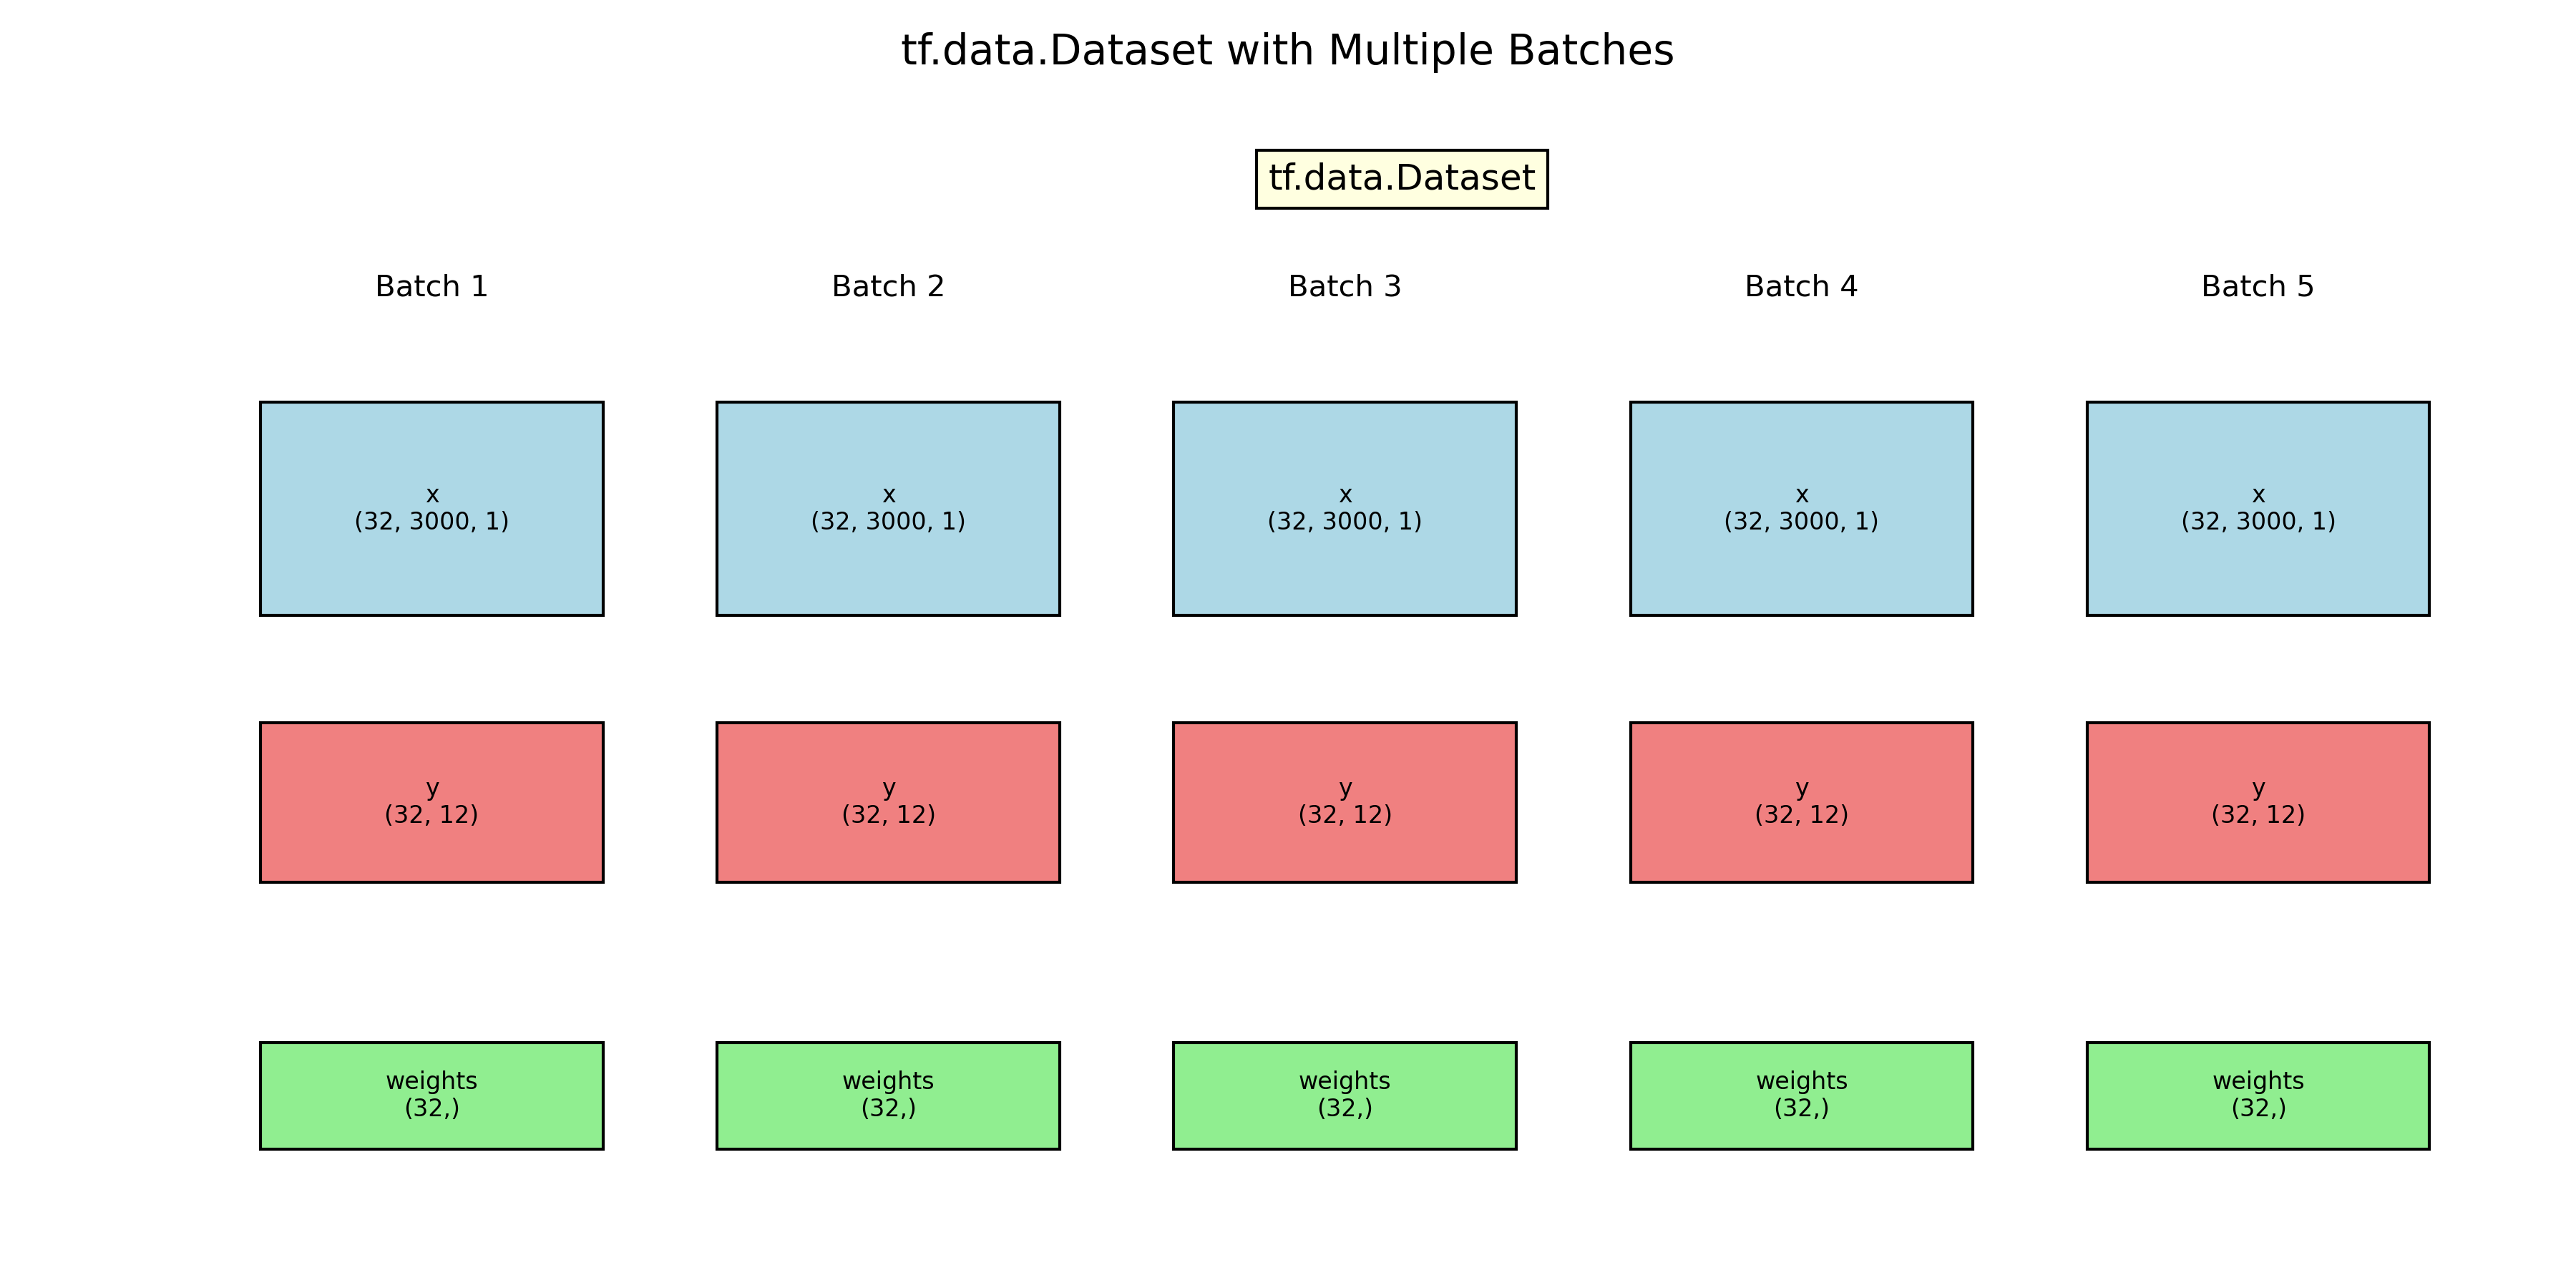 tf.data.Dataset with Multiple Batches
tf.data.Dataset
Batch 1
Batch 2
Batch 3
Batch 4
Batch 5
x
(32, 3000, 1)
x
(32, 3000, 1)
x
(32, 3000, 1)
x
(32, 3000, 1)
x
(32, 3000, 1)
y
(32, 12)
y
(32, 12)
y
(32, 12)
y
(32, 12)
y
(32, 12)
weights
(32,)
weights
(32,)
weights
(32,)
weights
(32,)
weights
(32,)